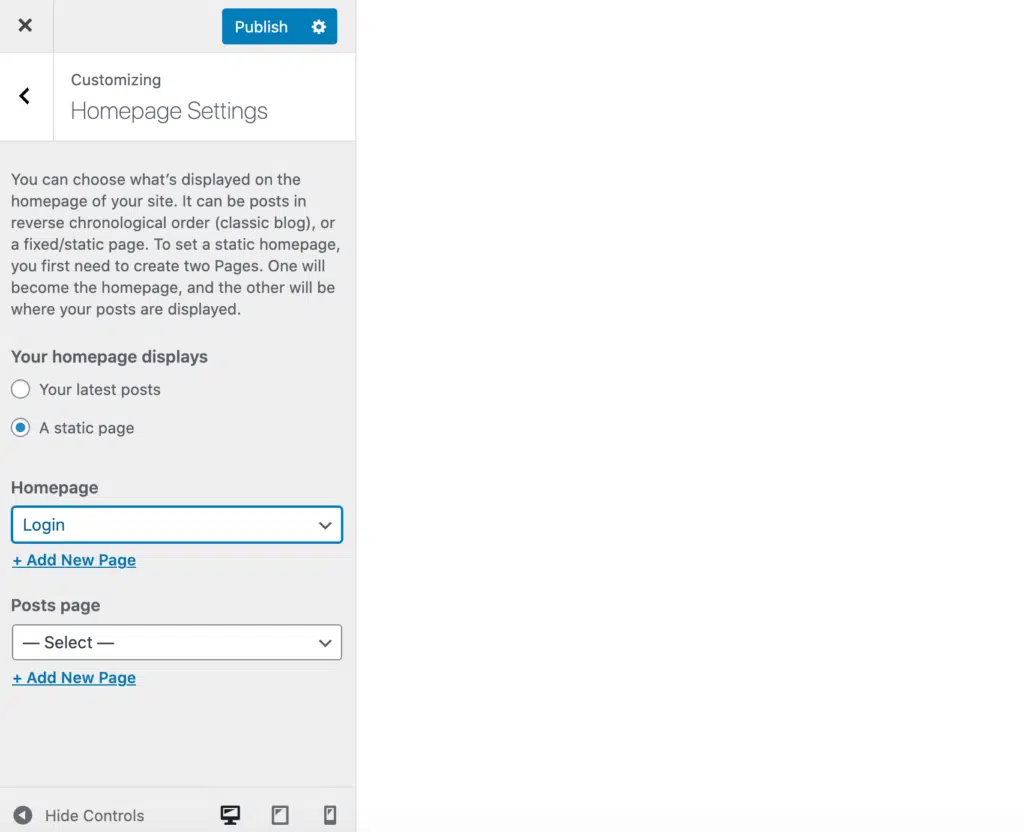 Publish
Customizing
Homepage Settings
You can choose what’s displayed on the
homepage of your site. It can be posts in
reverse chronological order (classic blog), or
a fixed/static page. To set a static homepage,
you first need to create two Pages. One will
become the homepage, and the other will be
where your posts are displayed.
Your homepage displays
Your latest posts
A static page
Homepage
Login
+ Add New Page
Posts page
— Select —
+ Add New Page
Hide Controls